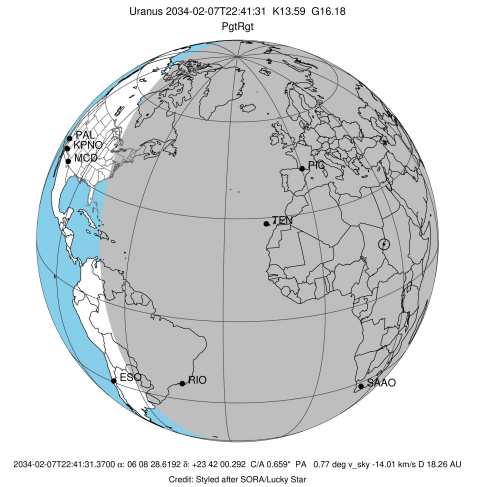 Uranus 2034-02-07T22:41:31 K13.59 G16.18
PgtRgt
PAL
KPNO
MCD
PIC
TEN
ESO
RIO
SAAO
2034-02-07T22:41:31.3700 α: 06 08 28.6192 δ: +23 42 00.292 C/A 0.659" PA 0.77 deg v_sky -14.01 km/s D 18.26 AU
Credit: Styled after SORA/Lucky Star